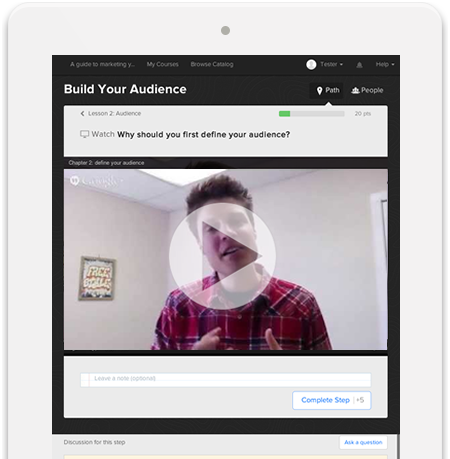 A guide to marketing y... My Courses Browse Catalog Tester Help
Build Your Audience Path People
Lesson 2: Audience 20 pts
Watch Why should you first define your audience?
Chapter 2: define your audience
Google+
FREE
Leave a note (optional)
Complete Step +5
Discussion for this step Ask a question